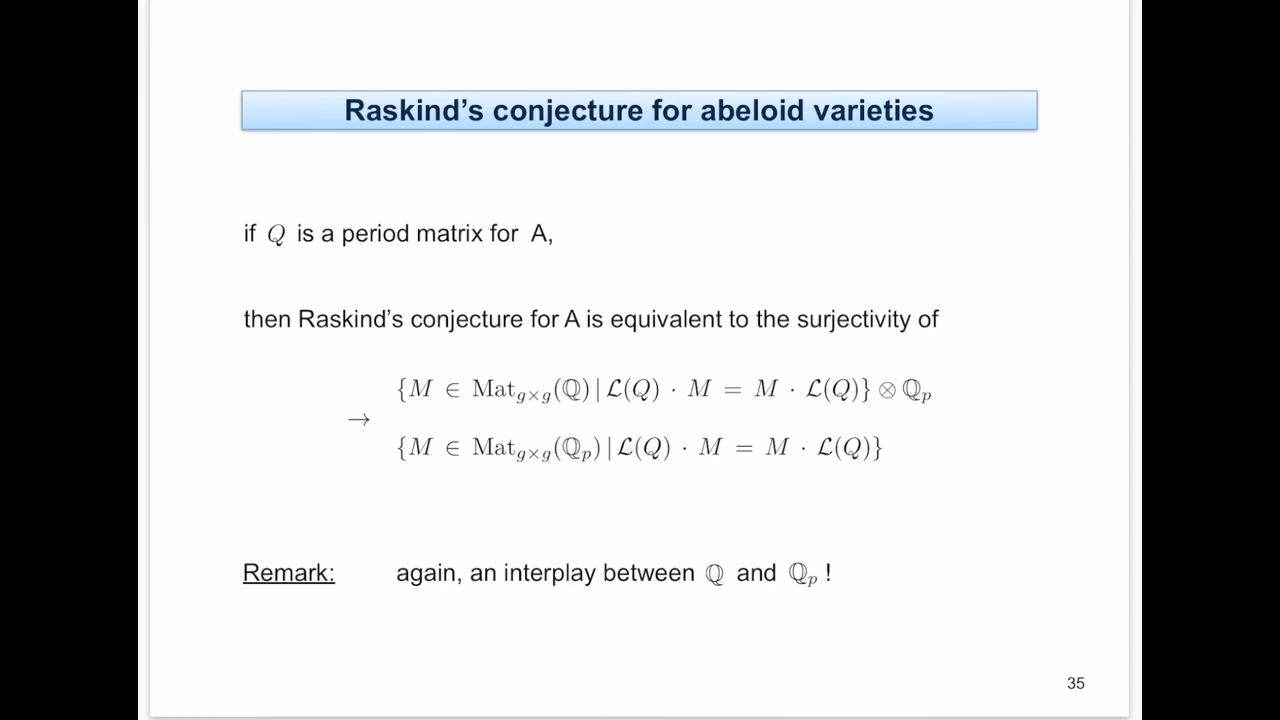 Raskind's conjecture for abeloid varieties
if Q is a period matrix for A,
then Raskind's conjecture for A is equivalent to the surjectivity of
{M ∈ Mat_{g×g}(ℚ) | ℒ(Q) · M = M · ℒ(Q)} ⊗ ℚ_p
→
{M ∈ Mat_{g×g}(ℚ_p) | ℒ(Q) · M = M · ℒ(Q)}
Remark: again, an interplay between ℚ and ℚ_p !
35